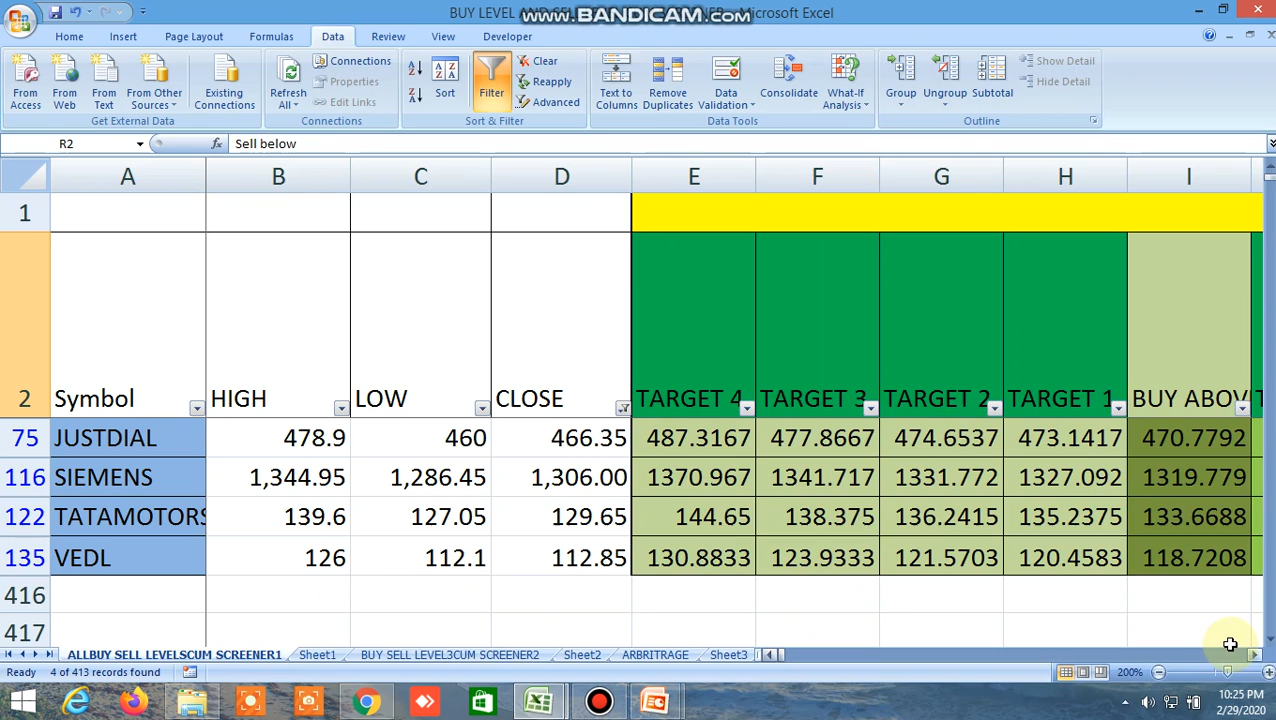 BUY LEVEL AND SEL
www.BANDICAM.com
Microsoft Excel
Home Insert Page Layout Formulas Data Review View Developer
From Access
From Web
From Text
From Other Sources
Existing Connections
Get External Data
Refresh All
Connections
Properties
Edit Links
Connections
Sort
Filter
Clear
Reapply
Advanced
Sort & Filter
Text to Columns
Remove Duplicates
Data Validation
Consolidate
What-If Analysis
Data Tools
Group
Ungroup
Subtotal
Show Detail
Hide Detail
Outline
R2 fx Sell below
A B C D E F G H I
1
2 Symbol HIGH LOW CLOSE TARGET 4 TARGET 3 TARGET 2 TARGET 1 BUY ABOV T
75 JUSTDIAL 478.9 460 466.35 487.3167 477.8667 474.6537 473.1417 470.7792
116 SIEMENS 1,344.95 1,286.45 1,306.00 1370.967 1341.717 1331.772 1327.092 1319.779
122 TATAMOTORS 139.6 127.05 129.65 144.65 138.375 136.2415 135.2375 133.6688
135 VEDL 126 112.1 112.85 130.8833 123.9333 121.5703 120.4583 118.7208
416
417
ALLBUY SELL LEVELSCUM SCREENER1 Sheet1 BUY SELL LEVEL3CUM SCREENER2 Sheet2 ARBRITRAGE Sheet3
Ready 4 of 413 records found 200%
10:25 PM
2/29/2020